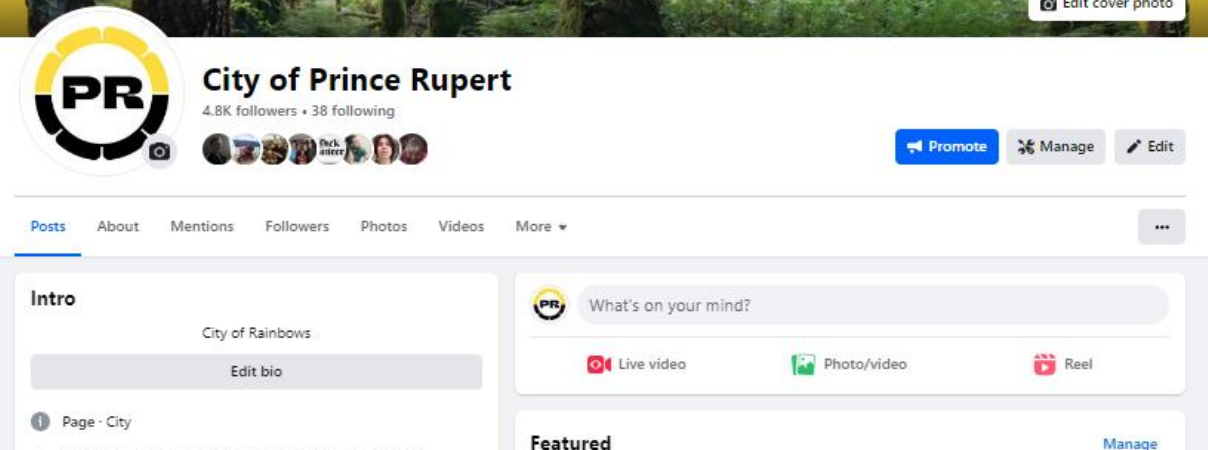 Edit cover photo
PR
City of Prince Rupert
4.8K followers • 38 following
Promote
Manage
Edit
Posts
About
Mentions
Followers
Photos
Videos
More
Intro
City of Rainbows
Edit bio
Page · City
PR
What's on your mind?
Live video
Photo/video
Reel
Featured
Manage